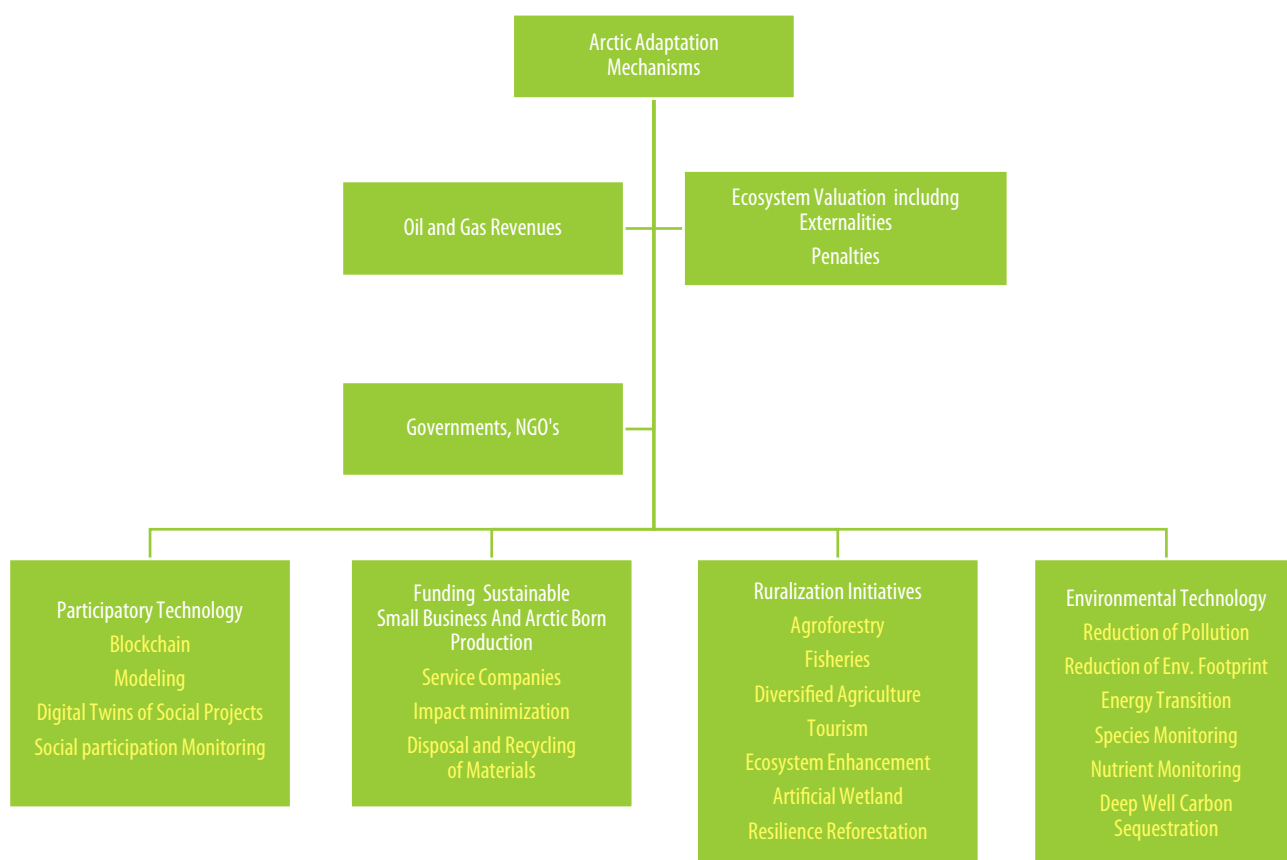 Arctic Adaptation
Mechanisms
Oil and Gas Revenues
Ecosystem Valuation includng
Externalities
Penalties
Governments, NGO's
Participatory Technology
Blockchain
Modeling
Digital Twins of Social Projects
Social participation Monitoring
Funding Sustainable
Small Business And Arctic Born
Production
Service Companies
Impact minimization
Disposal and Recycling
of Materials
Ruralization Initiatives
Agroforestry
Fisheries
Diversified Agriculture
Tourism
Ecosystem Enhancement
Artificial Wetland
Resilience Reforestation
Environmental Technology
Reduction of Pollution
Reduction of Env. Footprint
Energy Transition
Species Monitoring
Nutrient Monitoring
Deep Well Carbon
Sequestration